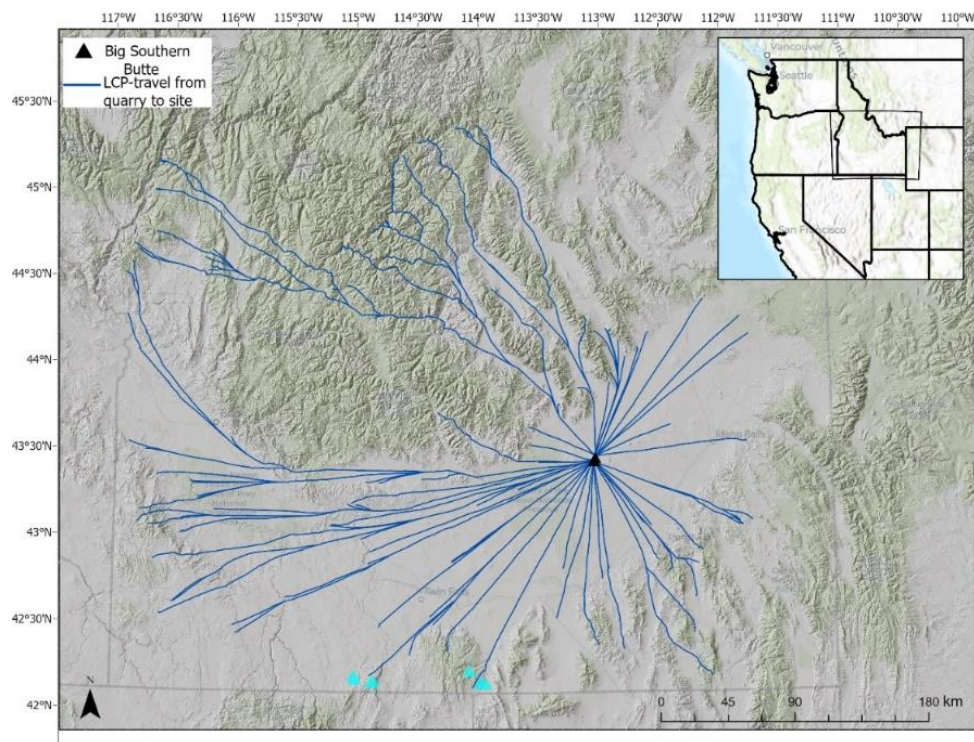 117°W 116°30'W 116°W 115°30'W 115°W 114°30'W 114°W 113°30'W 113°W 112°30'W 112°W 111°30'W 111°W 110°30'W 110°W
Big Southern
Butte
LCP-travel from
quarry to site
Vancouver
Seattle
San Francisco
45°30'N
45°N
44°30'N
44°N
43°30'N
43°N
42°30'N
42°N
Idaho Falls
Twin Falls
N
0 45 90 180 km